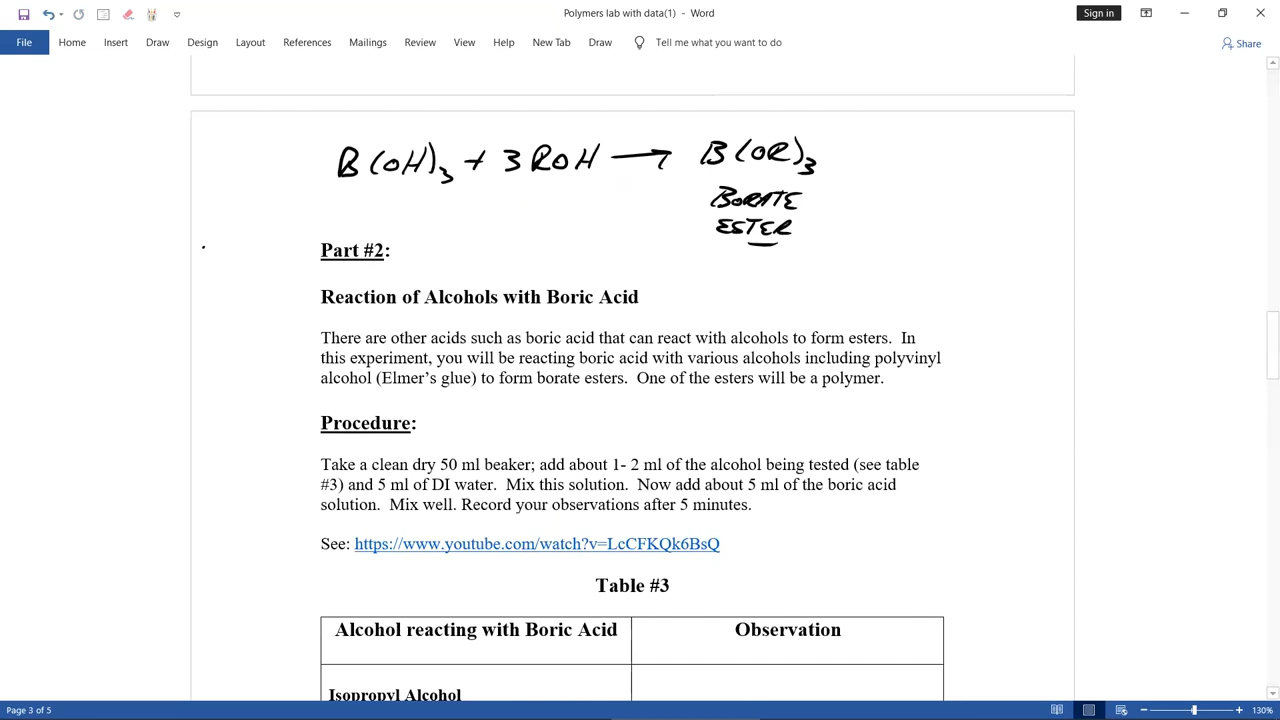 Polymers lab with data(1) - Word
Sign in
File Home Insert Draw Design Layout References Mailings Review View Help New Tab Draw Tell me what you want to do Share
B(OH)₃ + 3 ROH → B(OR)₃
BORATE
ESTER
Part #2:
Reaction of Alcohols with Boric Acid
There are other acids such as boric acid that can react with alcohols to form esters. In
this experiment, you will be reacting boric acid with various alcohols including polyvinyl
alcohol (Elmer’s glue) to form borate esters. One of the esters will be a polymer.
Procedure:
Take a clean dry 50 ml beaker; add about 1- 2 ml of the alcohol being tested (see table
#3) and 5 ml of DI water. Mix this solution. Now add about 5 ml of the boric acid
solution. Mix well. Record your observations after 5 minutes.
See: https://www.youtube.com/watch?v=LcCFKQk6BsQ
Table #3
Alcohol reacting with Boric Acid Observation
Isopropyl Alcohol
Page 3 of 5 130%